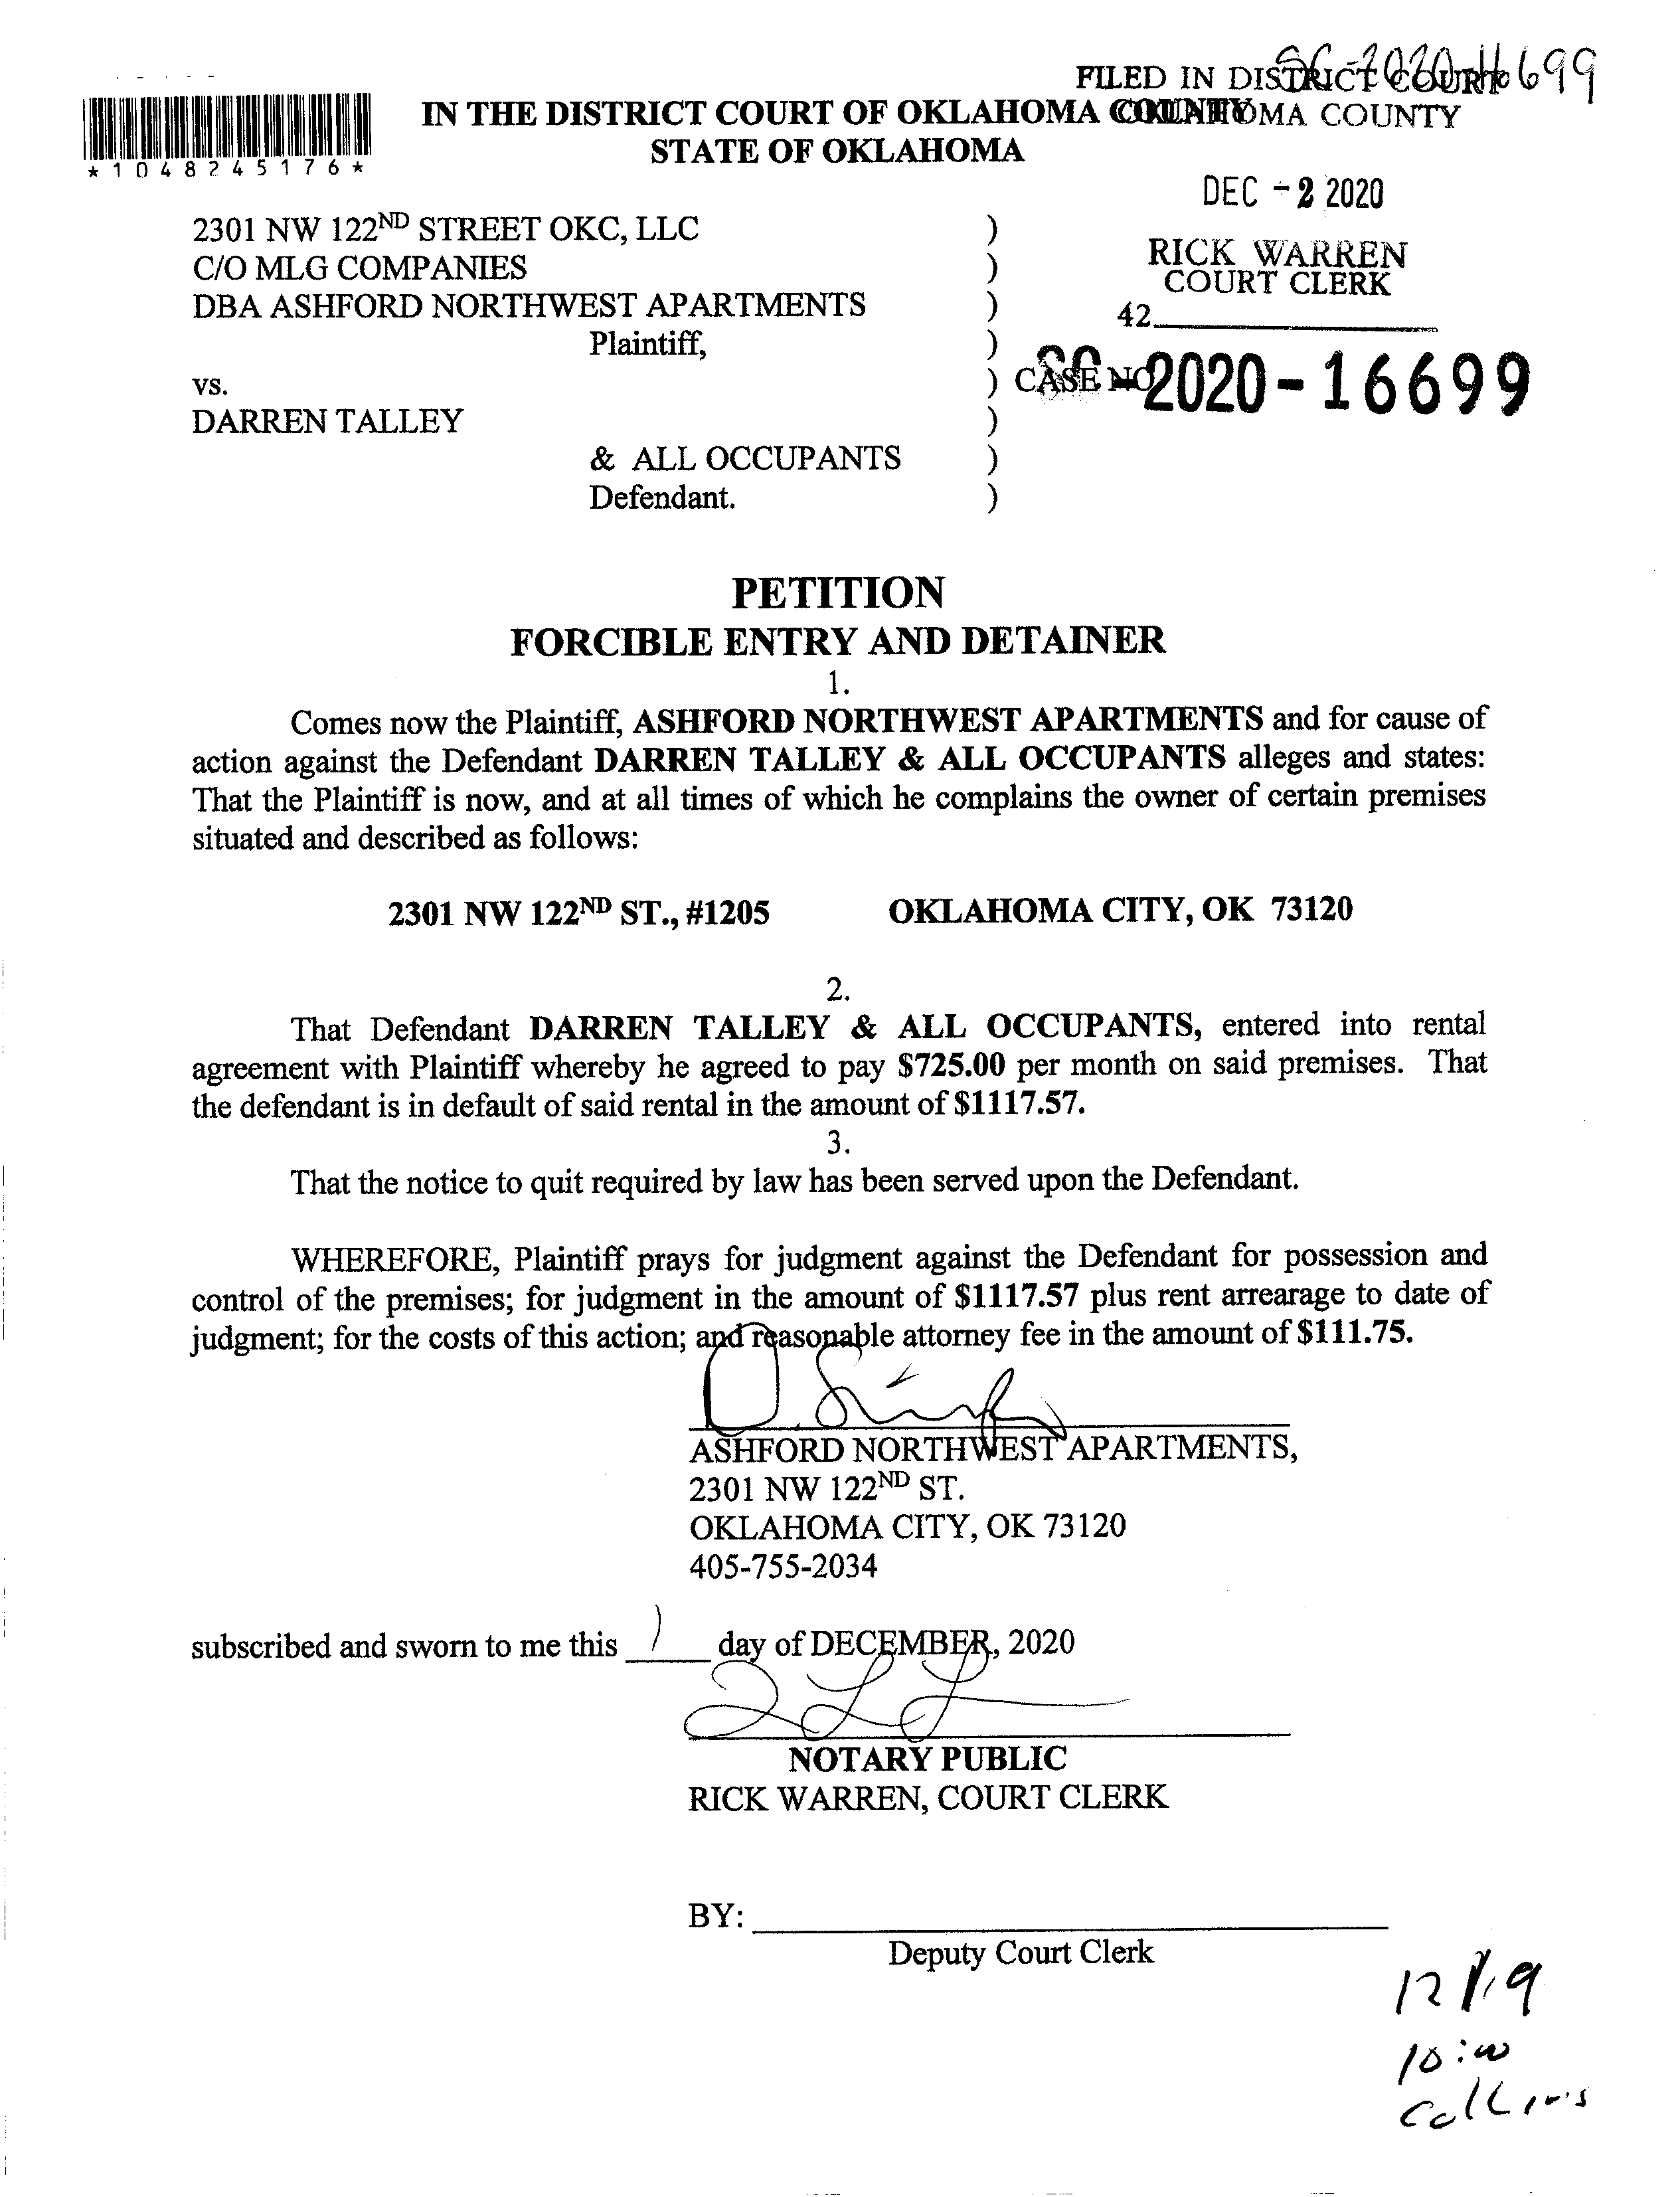 SC-2020-16699
FILED IN DISTRICT COURT
OKLAHOMA COUNTY
IN THE DISTRICT COURT OF OKLAHOMA COUNTY
STATE OF OKLAHOMA
*1048245176*
DEC - 2 2020
2301 NW 122ND STREET OKC, LLC )
C/O MLG COMPANIES )
DBA ASHFORD NORTHWEST APARTMENTS )
Plaintiff, )
RICK WARREN
COURT CLERK
42
vs. ) CASE NO
SC-2020-16699
DARREN TALLEY )
& ALL OCCUPANTS )
Defendant. )
PETITION
FORCIBLE ENTRY AND DETAINER
1.
Comes now the Plaintiff, ASHFORD NORTHWEST APARTMENTS and for cause of
action against the Defendant DARREN TALLEY & ALL OCCUPANTS alleges and states:
That the Plaintiff is now, and at all times of which he complains the owner of certain premises
situated and described as follows:
2301 NW 122ND ST., #1205 OKLAHOMA CITY, OK 73120
2.
That Defendant DARREN TALLEY & ALL OCCUPANTS, entered into rental
agreement with Plaintiff whereby he agreed to pay $725.00 per month on said premises. That
the defendant is in default of said rental in the amount of $1117.57.
3.
That the notice to quit required by law has been served upon the Defendant.
WHEREFORE, Plaintiff prays for judgment against the Defendant for possession and
control of the premises; for judgment in the amount of $1117.57 plus rent arrearage to date of
judgment; for the costs of this action; and reasonable attorney fee in the amount of $111.75.
ASHFORD NORTHWEST APARTMENTS,
2301 NW 122ND ST.
OKLAHOMA CITY, OK 73120
405-755-2034
subscribed and sworn to me this 1 day of DECEMBER, 2020
NOTARY PUBLIC
RICK WARREN, COURT CLERK
BY:
Deputy Court Clerk
Collins